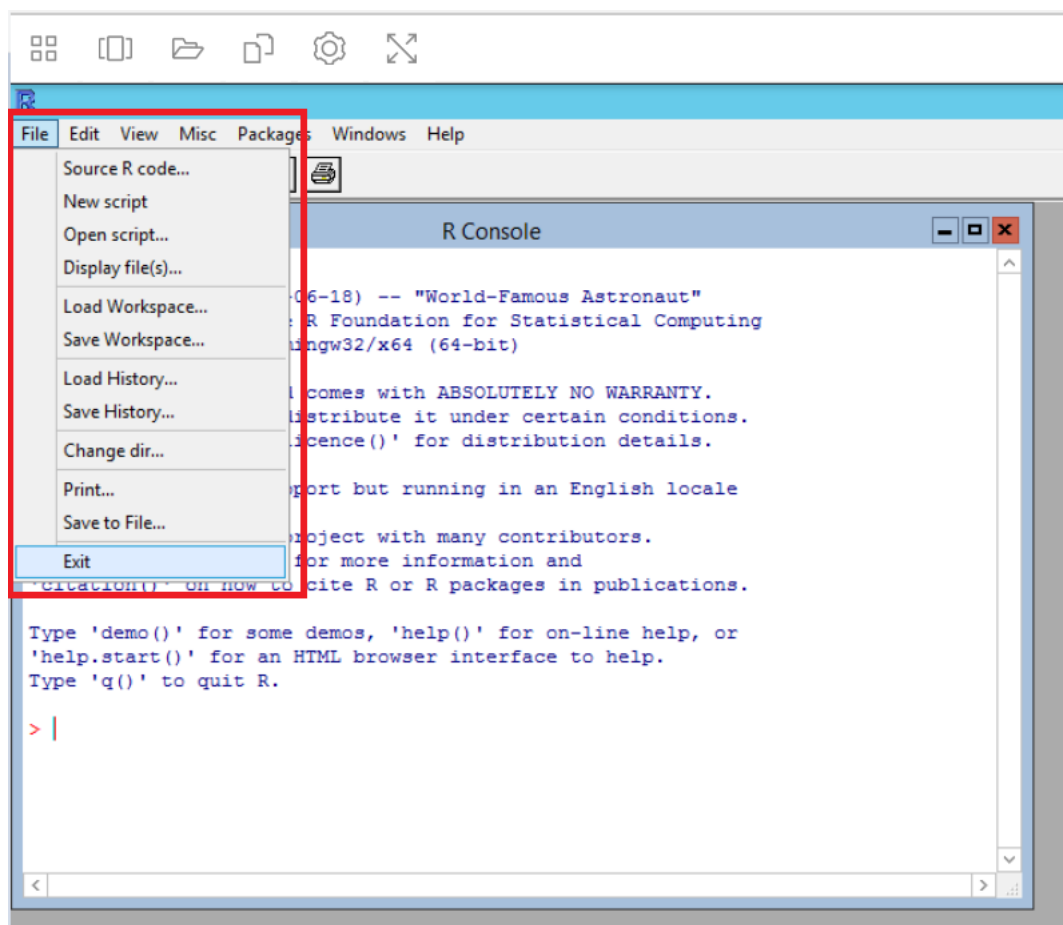 R
File Edit View Misc Packages Windows Help
Source R code...
New script
Open script...
Display file(s)...
Load Workspace...
Save Workspace...
Load History...
Save History...
Change dir...
Print...
Save to File...
Exit
R Console
-06-18) -- "World-Famous Astronaut"
R Foundation for Statistical Computing
mingw32/x64 (64-bit)
comes with ABSOLUTELY NO WARRANTY.
distribute it under certain conditions.
licence()' for distribution details.
port but running in an English locale
project with many contributors.
for more information and
'citation()' on how to cite R or R packages in publications.
Type 'demo()' for some demos, 'help()' for on-line help, or
'help.start()' for an HTML browser interface to help.
Type 'q()' to quit R.
>